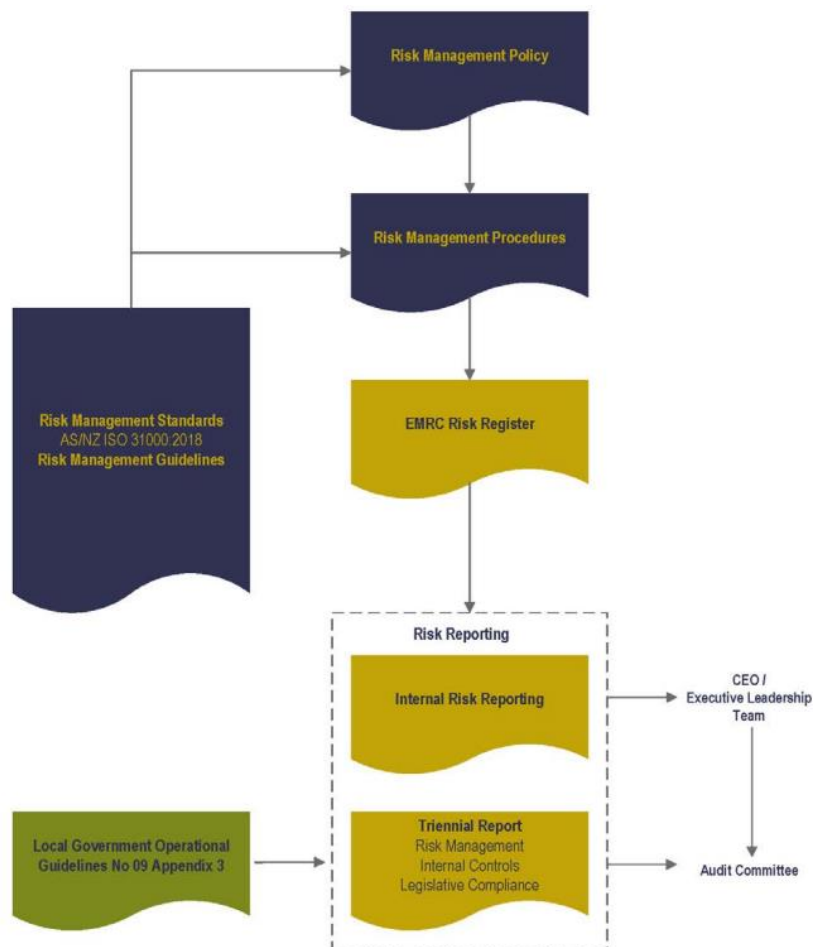 Risk Management Policy
Risk Management Procedures
Risk Management Standards
AS/NZ ISO 31000:2018
Risk Management Guidelines
EMRC Risk Register
Risk Reporting
Internal Risk Reporting
CEO /
Executive Leadership
Team
Local Government Operational
Guidelines No 09 Appendix 3
Triennial Report
Risk Management
Internal Controls
Legislative Compliance
Audit Committee